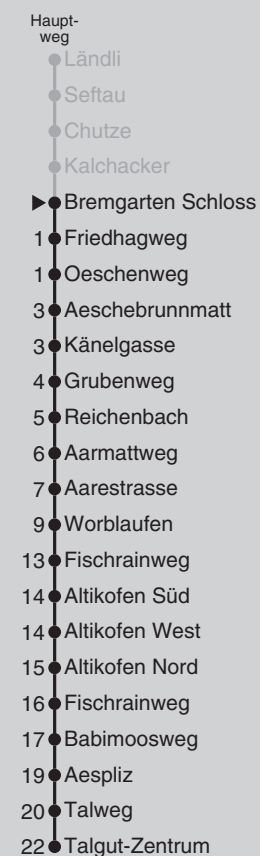 Haupt-
weg
Ländli
Seftau
Chutze
Kalchacker
Bremgarten Schloss
1 Friedhagweg
1 Oeschenweg
3 Aeschebrunnmatt
3 Känelgasse
4 Grubenweg
5 Reichenbach
6 Aarmattweg
7 Aarestrasse
9 Worblaufen
13 Fischrainweg
14 Altikofen Süd
14 Altikofen West
15 Altikofen Nord
16 Fischrainweg
17 Babimoosweg
19 Aespliz
20 Talweg
22 Talgut-Zentrum